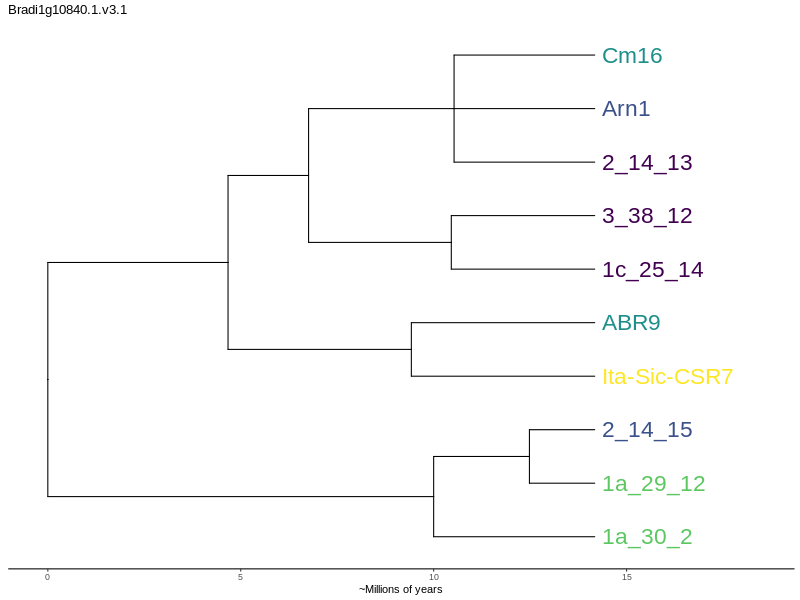 Bradi1g10840.1.v3.1
Cm16
Arn1
2_14_13
3_38_12
1c_25_14
ABR9
Ita-Sic-CSR7
2_14_15
1a_29_12
1a_30_2
0 5 10 15
~Millions of years